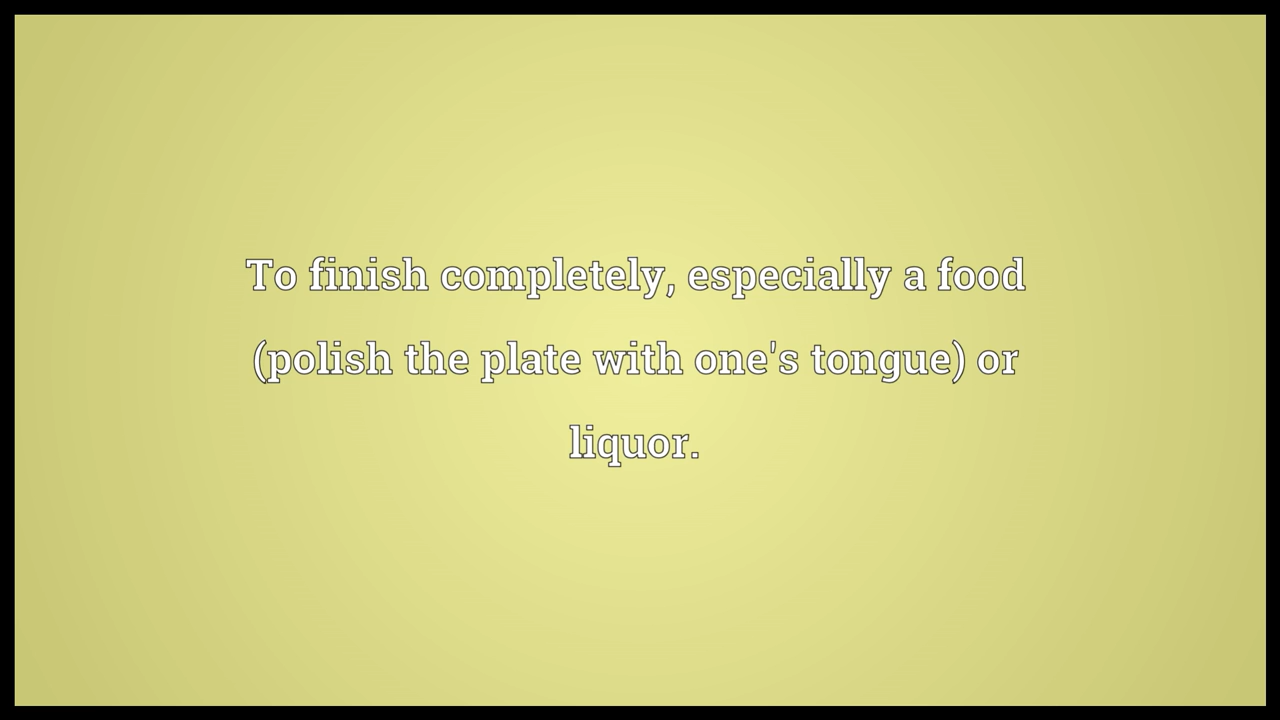 To finish completely, especially a food
(polish the plate with one's tongue) or
liquor.